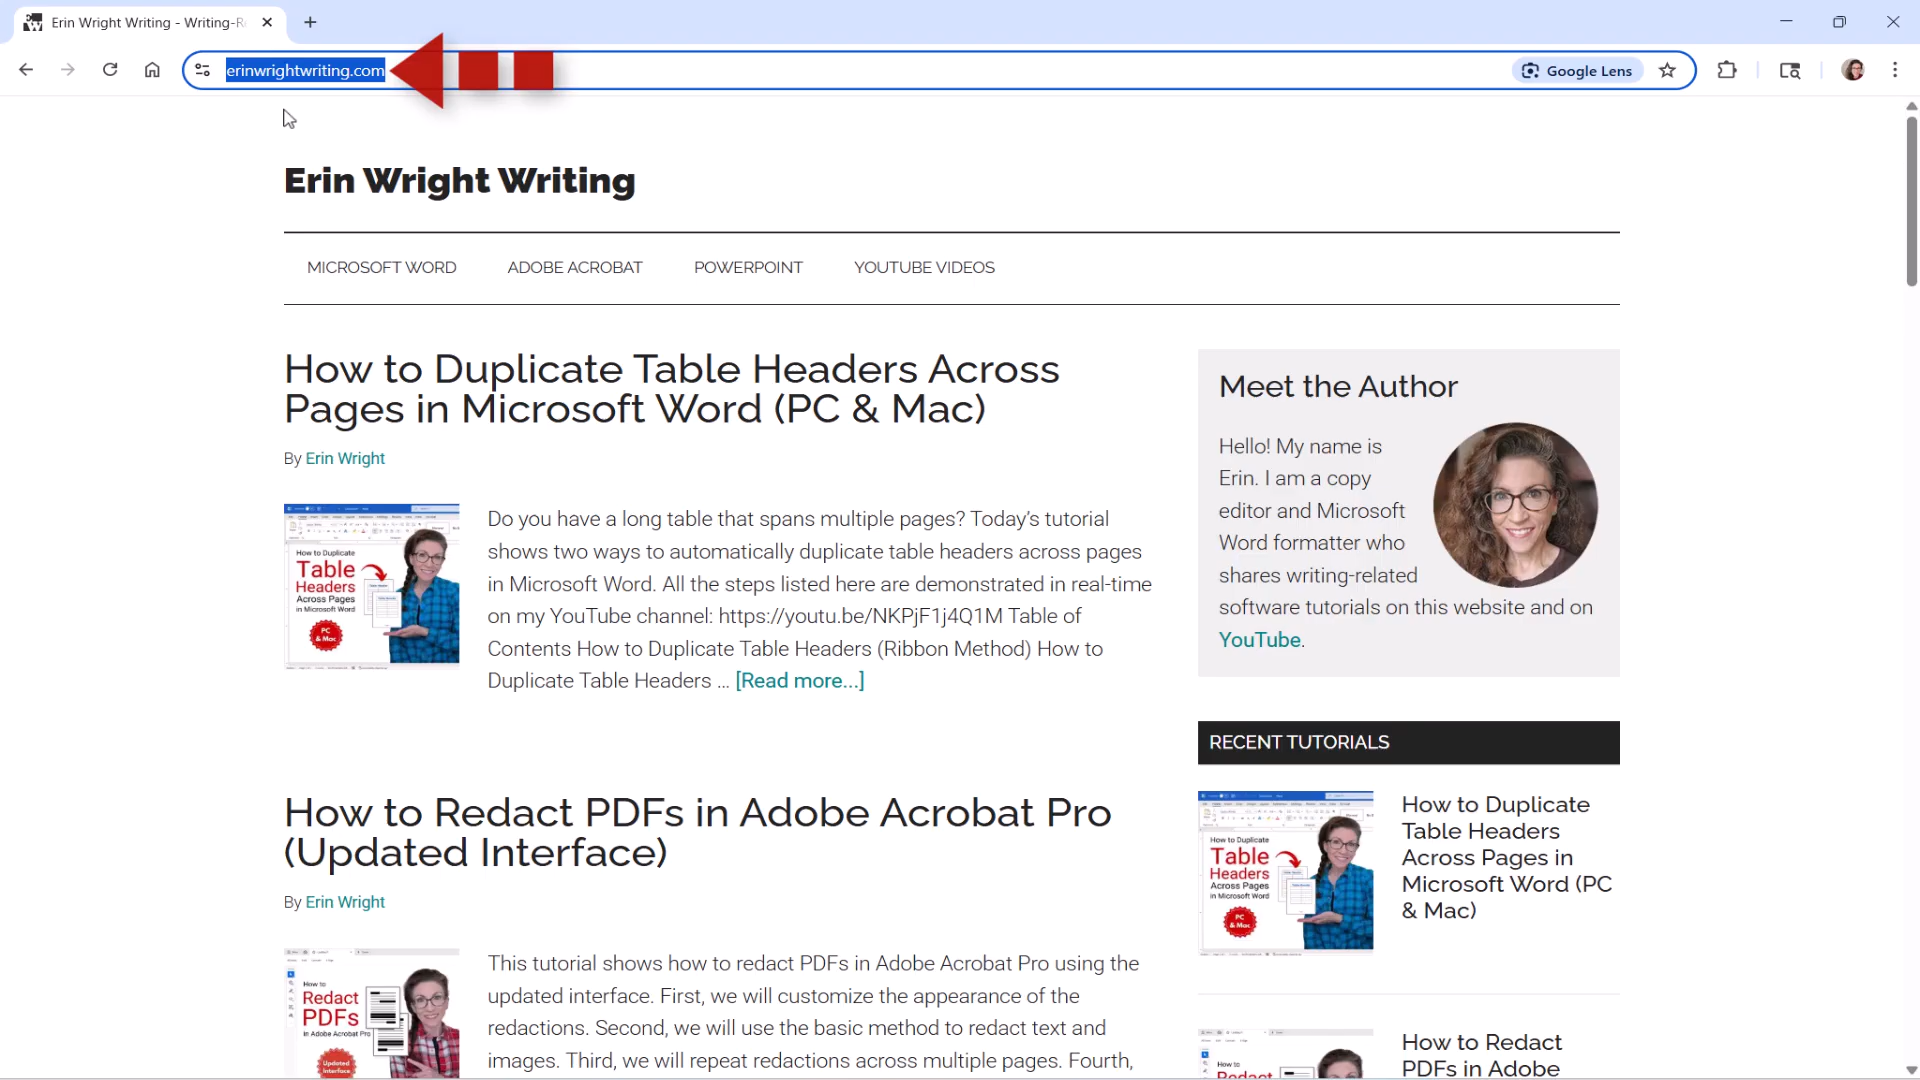 Erin Wright Writing - Writing-Re
erinwrightwriting.com
Google Lens
Erin Wright Writing
MICROSOFT WORD
ADOBE ACROBAT
POWERPOINT
YOUTUBE VIDEOS
How to Duplicate Table Headers Across
Pages in Microsoft Word (PC & Mac)
By Erin Wright
How to Duplicate
Table
Headers
Across Pages
in Microsoft Word
PC
& Mac
Do you have a long table that spans multiple pages? Today's tutorial
shows two ways to automatically duplicate table headers across pages
in Microsoft Word. All the steps listed here are demonstrated in real-time
on my YouTube channel: https://youtu.be/NKPjF1j4Q1M Table of
Contents How to Duplicate Table Headers (Ribbon Method) How to
Duplicate Table Headers … [Read more...]
How to Redact PDFs in Adobe Acrobat Pro
(Updated Interface)
By Erin Wright
How to
Redact
PDFs
in Adobe Acrobat Pro
Updated
Interface
This tutorial shows how to redact PDFs in Adobe Acrobat Pro using the
updated interface. First, we will customize the appearance of the
redactions. Second, we will use the basic method to redact text and
images. Third, we will repeat redactions across multiple pages. Fourth,
Meet the Author
Hello! My name is
Erin. I am a copy
editor and Microsoft
Word formatter who
shares writing-related
software tutorials on this website and on
YouTube.
RECENT TUTORIALS
How to Duplicate
Table
Headers
Across Pages
in Microsoft Word
PC
& Mac
How to Duplicate
Table Headers
Across Pages in
Microsoft Word (PC
& Mac)
How to
Redact
How to Redact
PDFs in Adobe